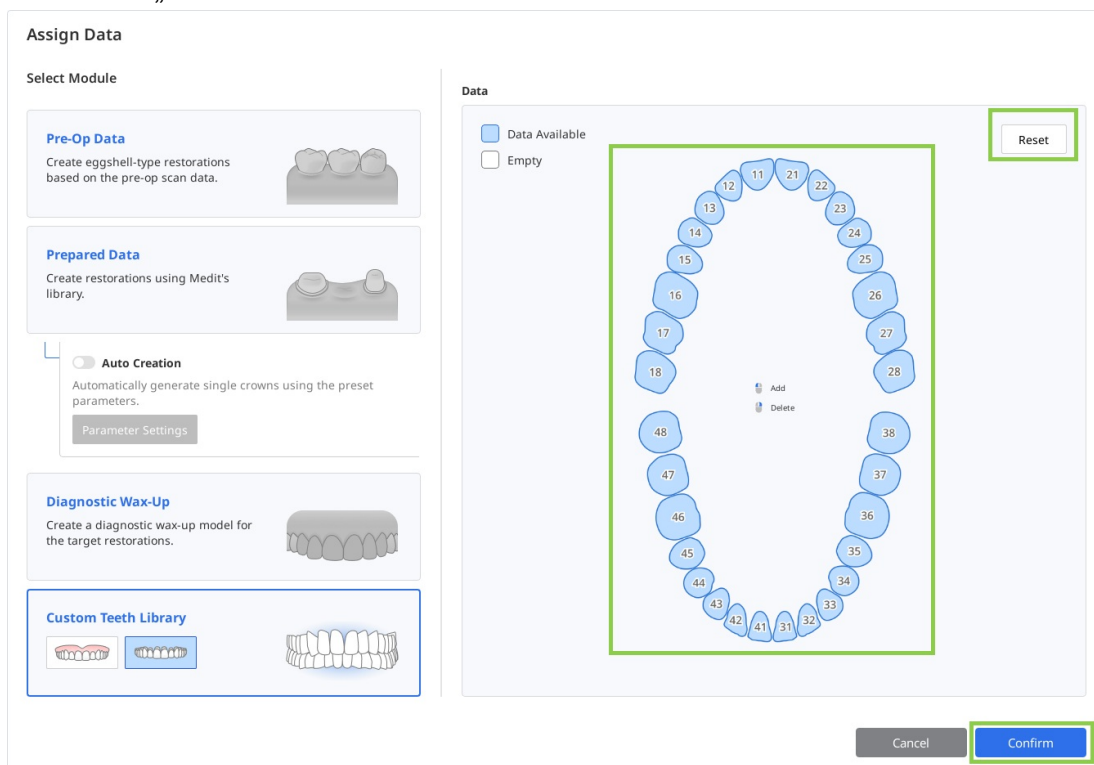 Assign Data
Select Module
Pre-Op Data
Create eggshell-type restorations
based on the pre-op scan data.
Prepared Data
Create restorations using Medit's
library.
Auto Creation
Automatically generate single crowns using the preset
parameters.
Parameter Settings
Diagnostic Wax-Up
Create a diagnostic wax-up model for
the target restorations.
Custom Teeth Library
Data
Data Available
Empty
Reset
11 21
12 22
13 23
14 24
15 25
16 26
17 27
18 28
Add
Delete
48 38
47 37
46 36
45 35
44 34
43 33
42 41 31 32
Cancel
Confirm